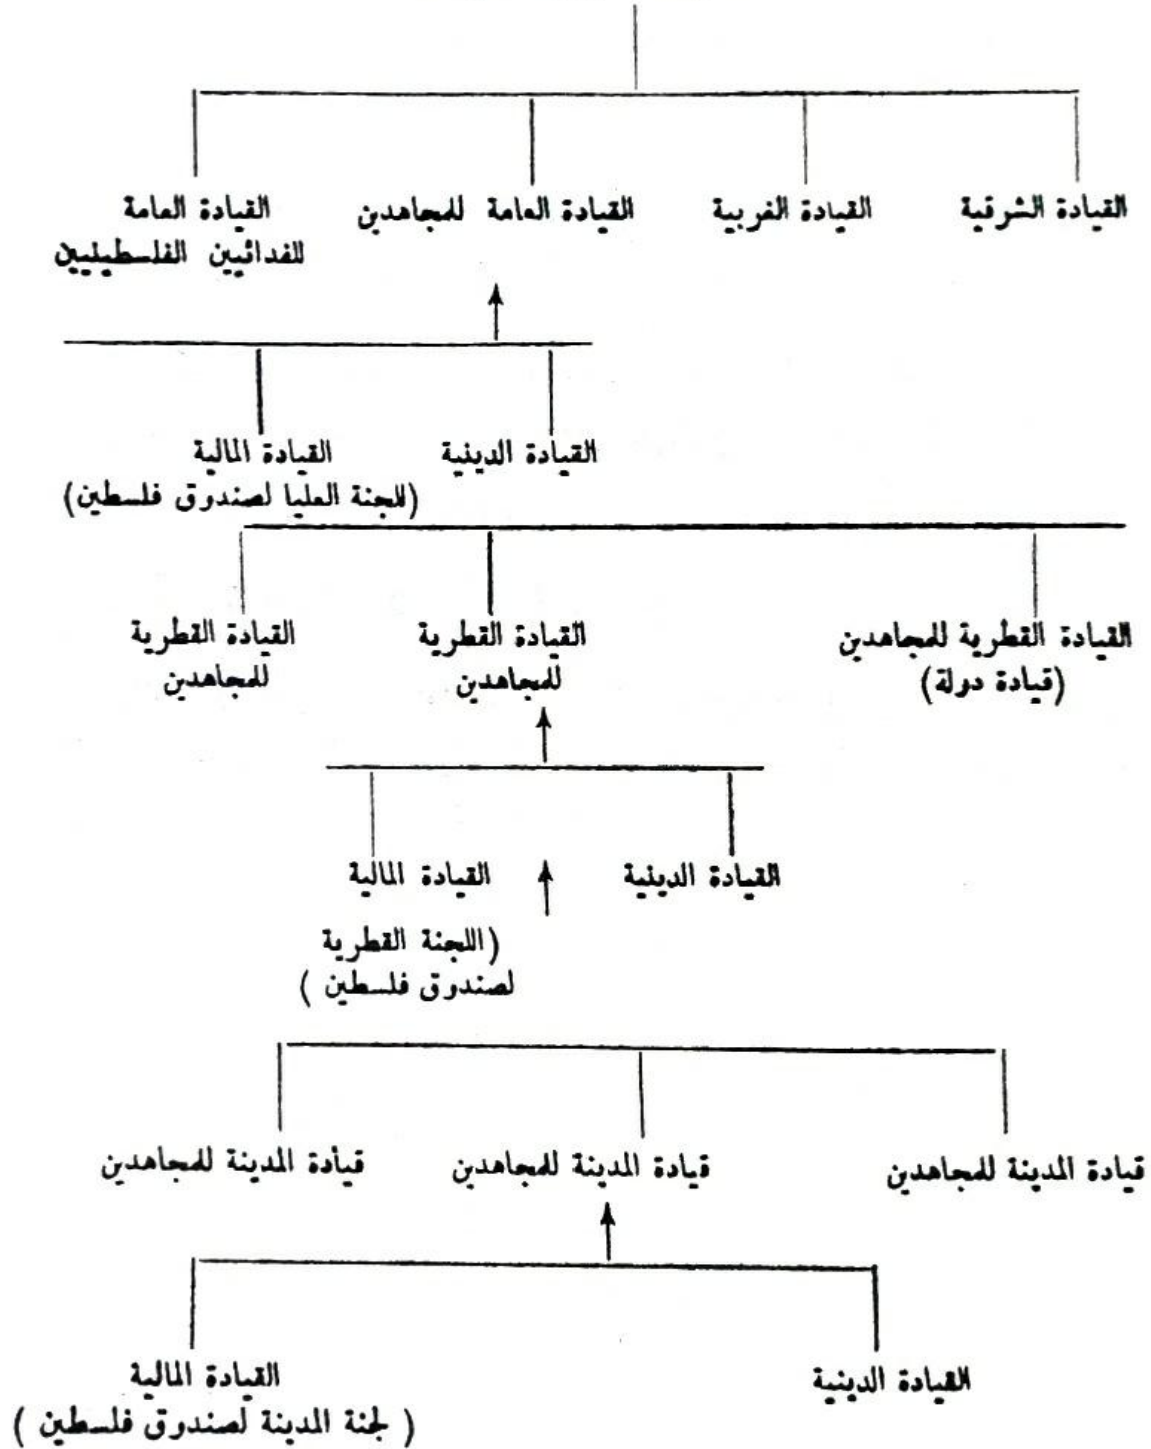 القيادة الشرقية
القيادة الغربية
القيادة العامة للمجاهدين
القيادة العامة
للفدائيين الفلسطينيين
القيادة الدينية
القيادة المالية
(للجنة العليا لصندوق فلسطين)
القيادة القطرية للمجاهدين
(قيادة دولة)
القيادة القطرية
للمجاهدين
القيادة القطرية
للمجاهدين
القيادة الدينية
القيادة المالية
(اللجنة القطرية
لصندوق فلسطين )
قيادة المدينة للمجاهدين
قيادة المدينة للمجاهدين
قيأدة المدينة للمجاهدين
القيادة الدينية
القيادة المالية
( لجنة المدينة لصندوق فلسطين )